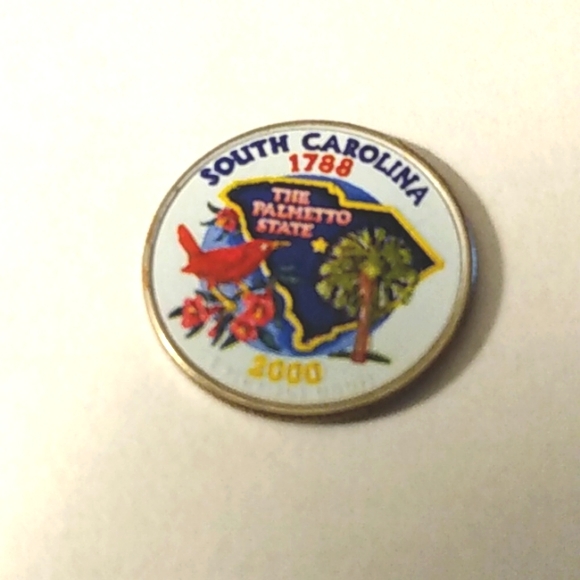 SOUTH CAROLINA
1788
THE
PALMETTO
STATE
2000